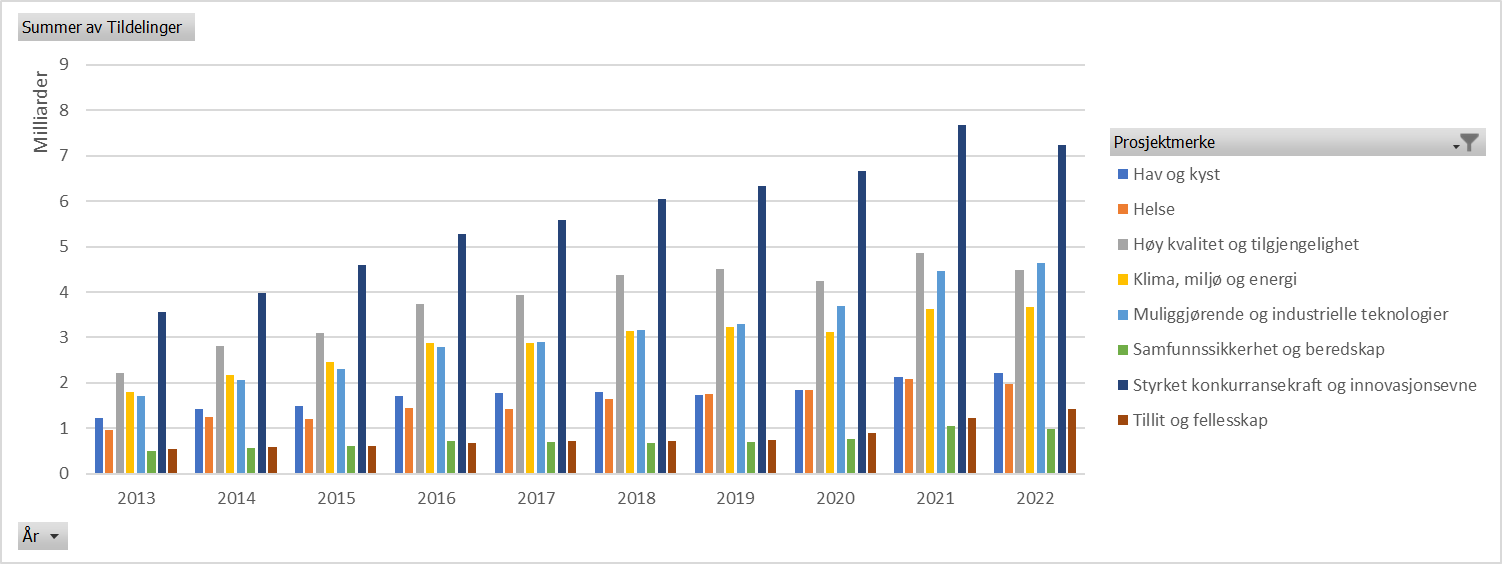 Summer av Tildelinger
Milliarder
9
8
7
6
5
4
3
2
1
0
2013 2014 2015 2016 2017 2018 2019 2020 2021 2022
År
Prosjektmerke
Hav og kyst
Helse
Høy kvalitet og tilgjengelighet
Klima, miljø og energi
Muliggjørende og industrielle teknologier
Samfunnssikkerhet og beredskap
Styrket konkurransekraft og innovasjonsevne
Tillit og fellesskap